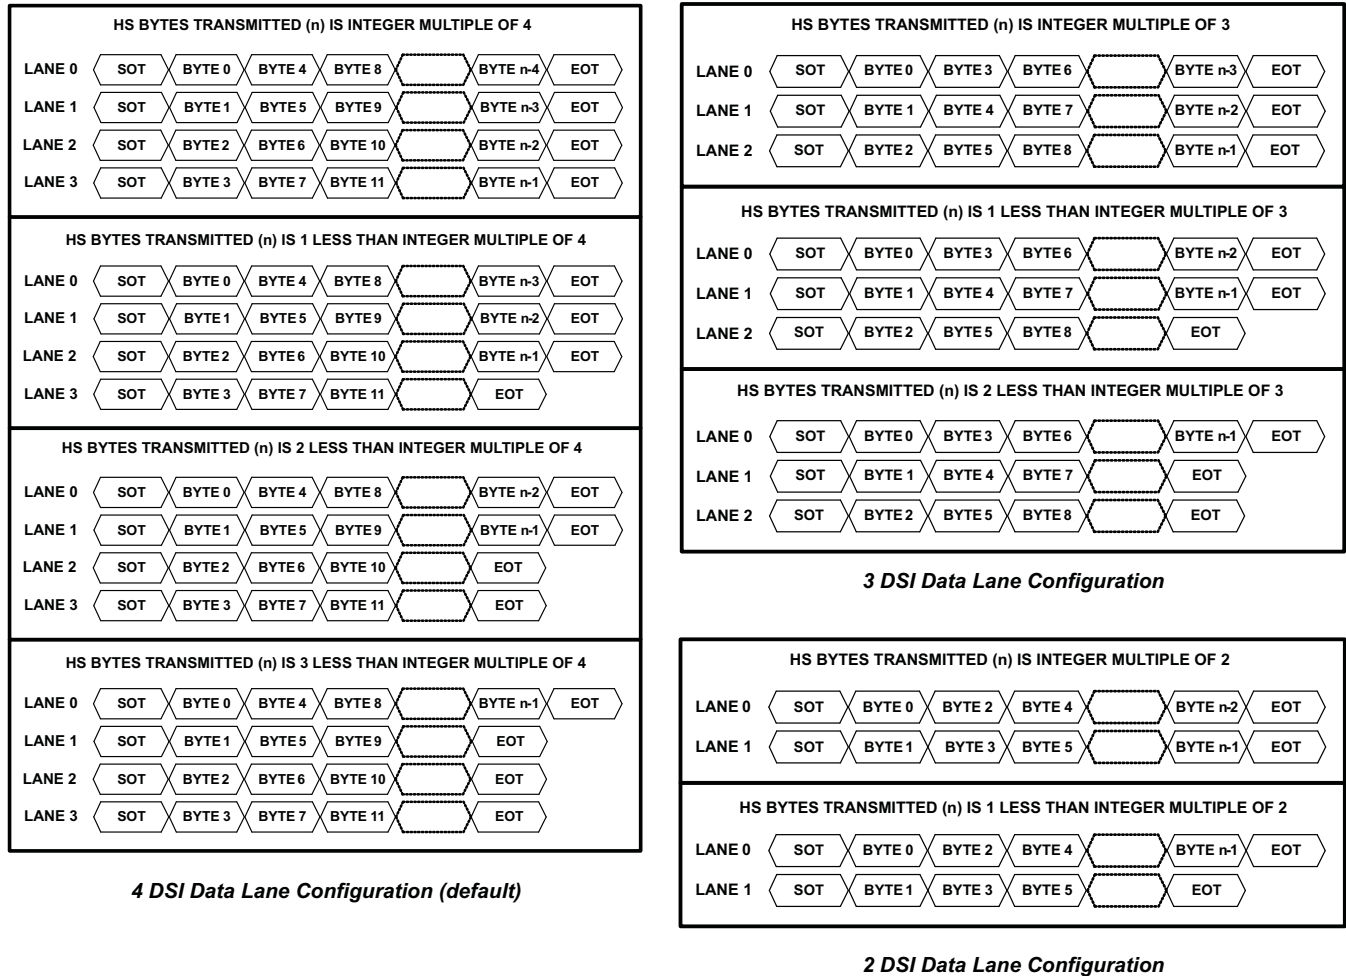 HS BYTES TRANSMITTED (n) IS INTEGER MULTIPLE OF 4
LANE 0 SOT BYTE 0 BYTE 4 BYTE 8 BYTE n-4 EOT
LANE 1 SOT BYTE 1 BYTE 5 BYTE 9 BYTE n-3 EOT
LANE 2 SOT BYTE 2 BYTE 6 BYTE 10 BYTE n-2 EOT
LANE 3 SOT BYTE 3 BYTE 7 BYTE 11 BYTE n-1 EOT
HS BYTES TRANSMITTED (n) IS 1 LESS THAN INTEGER MULTIPLE OF 4
LANE 0 SOT BYTE 0 BYTE 4 BYTE 8 BYTE n-3 EOT
LANE 1 SOT BYTE 1 BYTE 5 BYTE 9 BYTE n-2 EOT
LANE 2 SOT BYTE 2 BYTE 6 BYTE 10 BYTE n-1 EOT
LANE 3 SOT BYTE 3 BYTE 7 BYTE 11 EOT
HS BYTES TRANSMITTED (n) IS 2 LESS THAN INTEGER MULTIPLE OF 4
LANE 0 SOT BYTE 0 BYTE 4 BYTE 8 BYTE n-2 EOT
LANE 1 SOT BYTE 1 BYTE 5 BYTE 9 BYTE n-1 EOT
LANE 2 SOT BYTE 2 BYTE 6 BYTE 10 EOT
LANE 3 SOT BYTE 3 BYTE 7 BYTE 11 EOT
HS BYTES TRANSMITTED (n) IS 3 LESS THAN INTEGER MULTIPLE OF 4
LANE 0 SOT BYTE 0 BYTE 4 BYTE 8 BYTE n-1 EOT
LANE 1 SOT BYTE 1 BYTE 5 BYTE 9 EOT
LANE 2 SOT BYTE 2 BYTE 6 BYTE 10 EOT
LANE 3 SOT BYTE 3 BYTE 7 BYTE 11 EOT
4 DSI Data Lane Configuration (default)
HS BYTES TRANSMITTED (n) IS INTEGER MULTIPLE OF 3
LANE 0 SOT BYTE 0 BYTE 3 BYTE 6 BYTE n-3 EOT
LANE 1 SOT BYTE 1 BYTE 4 BYTE 7 BYTE n-2 EOT
LANE 2 SOT BYTE 2 BYTE 5 BYTE 8 BYTE n-1 EOT
HS BYTES TRANSMITTED (n) IS 1 LESS THAN INTEGER MULTIPLE OF 3
LANE 0 SOT BYTE 0 BYTE 3 BYTE 6 BYTE n-2 EOT
LANE 1 SOT BYTE 1 BYTE 4 BYTE 7 BYTE n-1 EOT
LANE 2 SOT BYTE 2 BYTE 5 BYTE 8 EOT
HS BYTES TRANSMITTED (n) IS 2 LESS THAN INTEGER MULTIPLE OF 3
LANE 0 SOT BYTE 0 BYTE 3 BYTE 6 BYTE n-1 EOT
LANE 1 SOT BYTE 1 BYTE 4 BYTE 7 EOT
LANE 2 SOT BYTE 2 BYTE 5 BYTE 8 EOT
3 DSI Data Lane Configuration
HS BYTES TRANSMITTED (n) IS INTEGER MULTIPLE OF 2
LANE 0 SOT BYTE 0 BYTE 2 BYTE 4 BYTE n-2 EOT
LANE 1 SOT BYTE 1 BYTE 3 BYTE 5 BYTE n-1 EOT
HS BYTES TRANSMITTED (n) IS 1 LESS THAN INTEGER MULTIPLE OF 2
LANE 0 SOT BYTE 0 BYTE 2 BYTE 4 BYTE n-1 EOT
LANE 1 SOT BYTE 1 BYTE 3 BYTE 5 EOT
2 DSI Data Lane Configuration